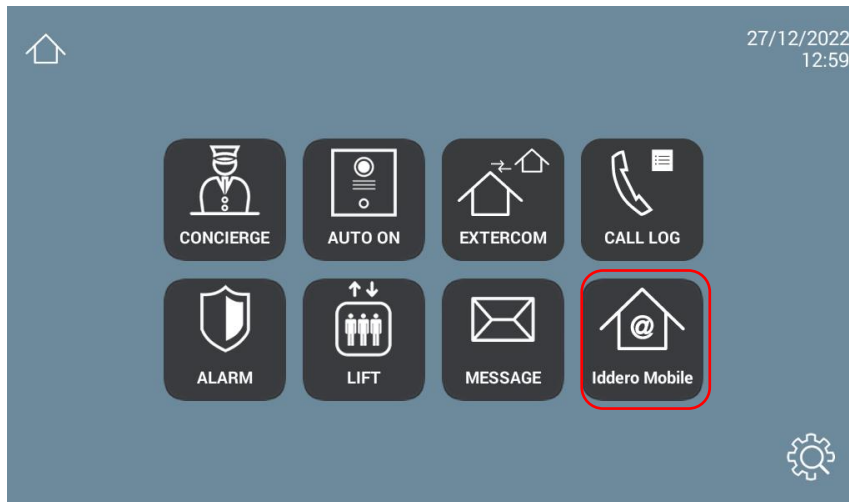 27/12/2022
12:59
CONCIERGE
AUTO ON
EXTERCOM
CALL LOG
ALARM
LIFT
MESSAGE
@
Iddero Mobile